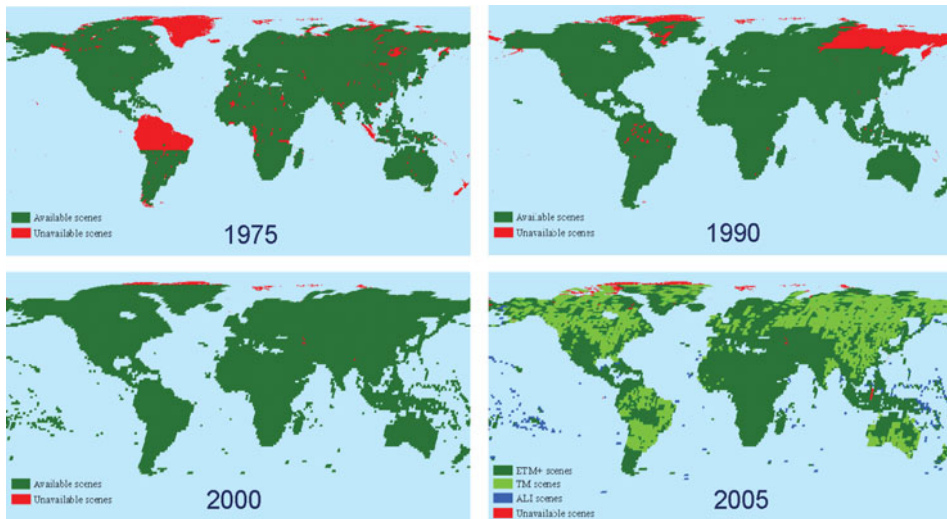 Available scenes
Unavailable scenes
1975
Available scenes
Unavailable scenes
1990
Available scenes
Unavailable scenes
2000
ETM+ scenes
TM scenes
ALI scenes
Unavailable scenes
2005